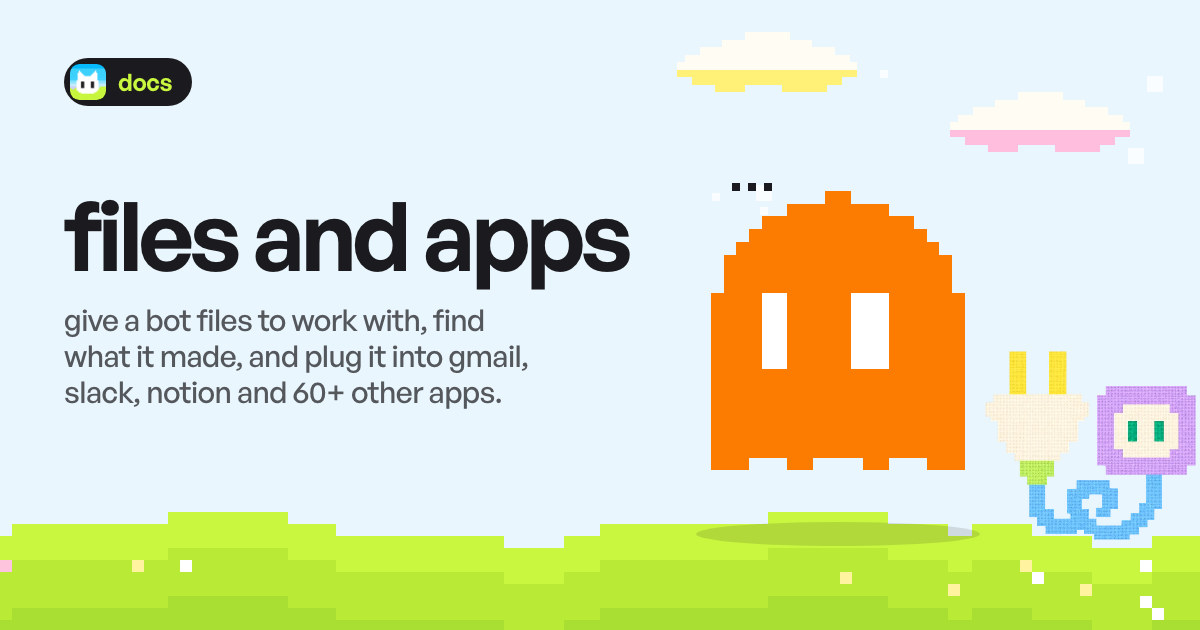 docs
files and apps
give a bot files to work with, find
what it made, and plug it into gmail,
slack, notion and 60+ other apps.